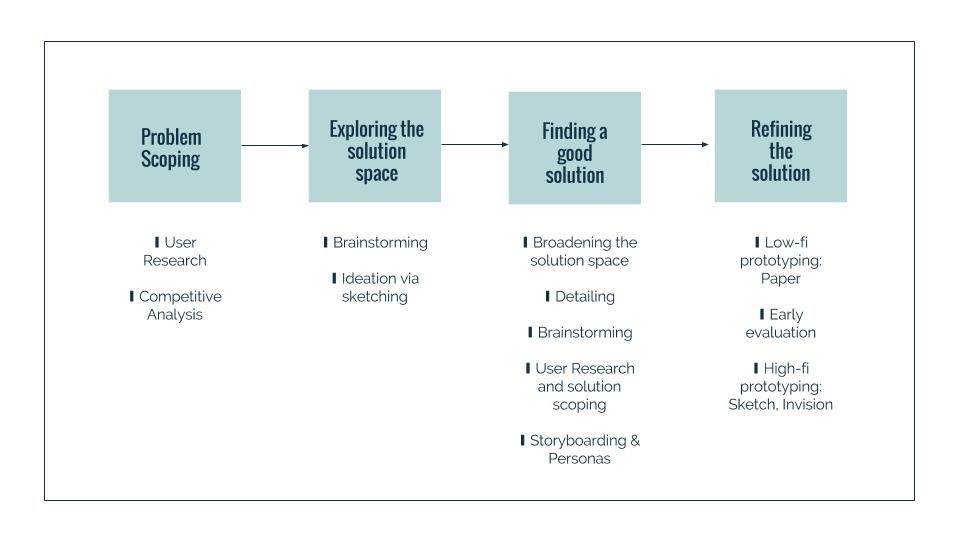 Problem
Scoping
Exploring the
solution
space
Finding a
good
solution
Refining
the
solution
User
Research
Competitive
Analysis
Brainstorming
Ideation via
sketching
Broadening the
solution space
Detailing
Brainstorming
User Research
and solution
scoping
Storyboarding &
Personas
Low-fi
prototyping:
Paper
Early
evaluation
High-fi
prototyping:
Sketch, Invision